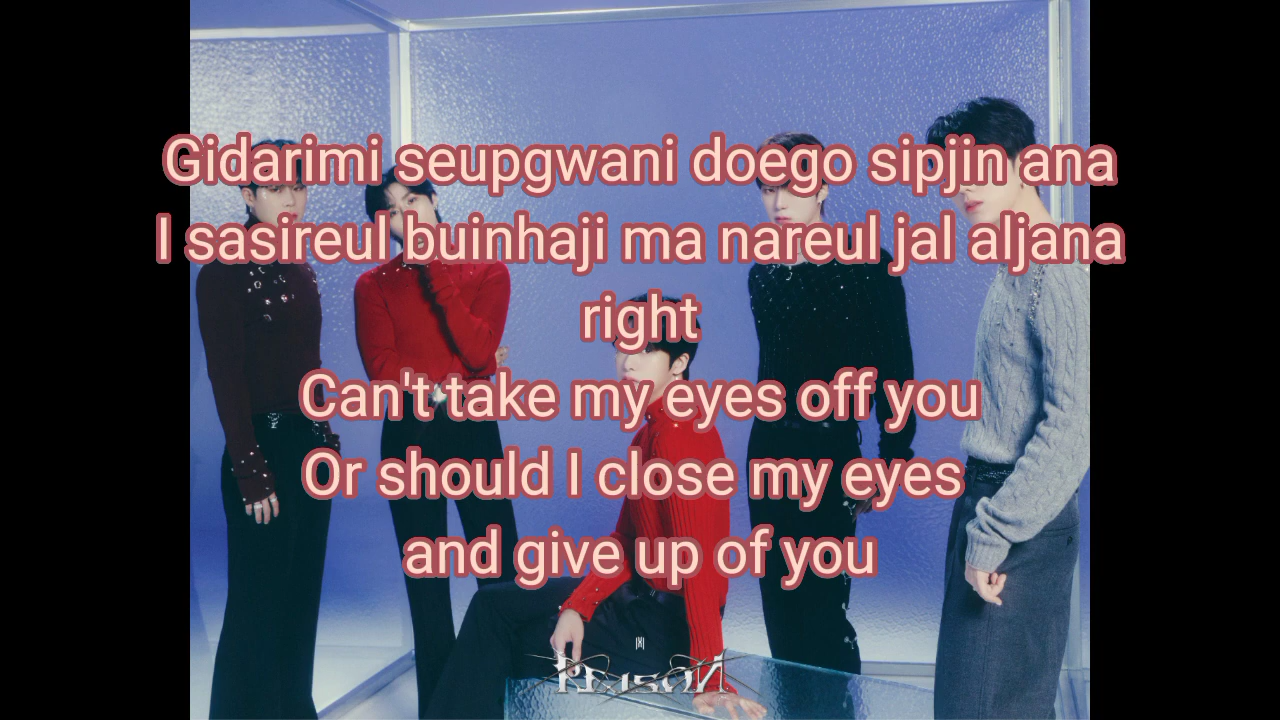 Gidarimi seupgwani doego sipjin ana
I sasireul buinhaji ma nareul jal aljana
right
Can't take my eyes off you
Or should I close my eyes
and give up of you
REASON